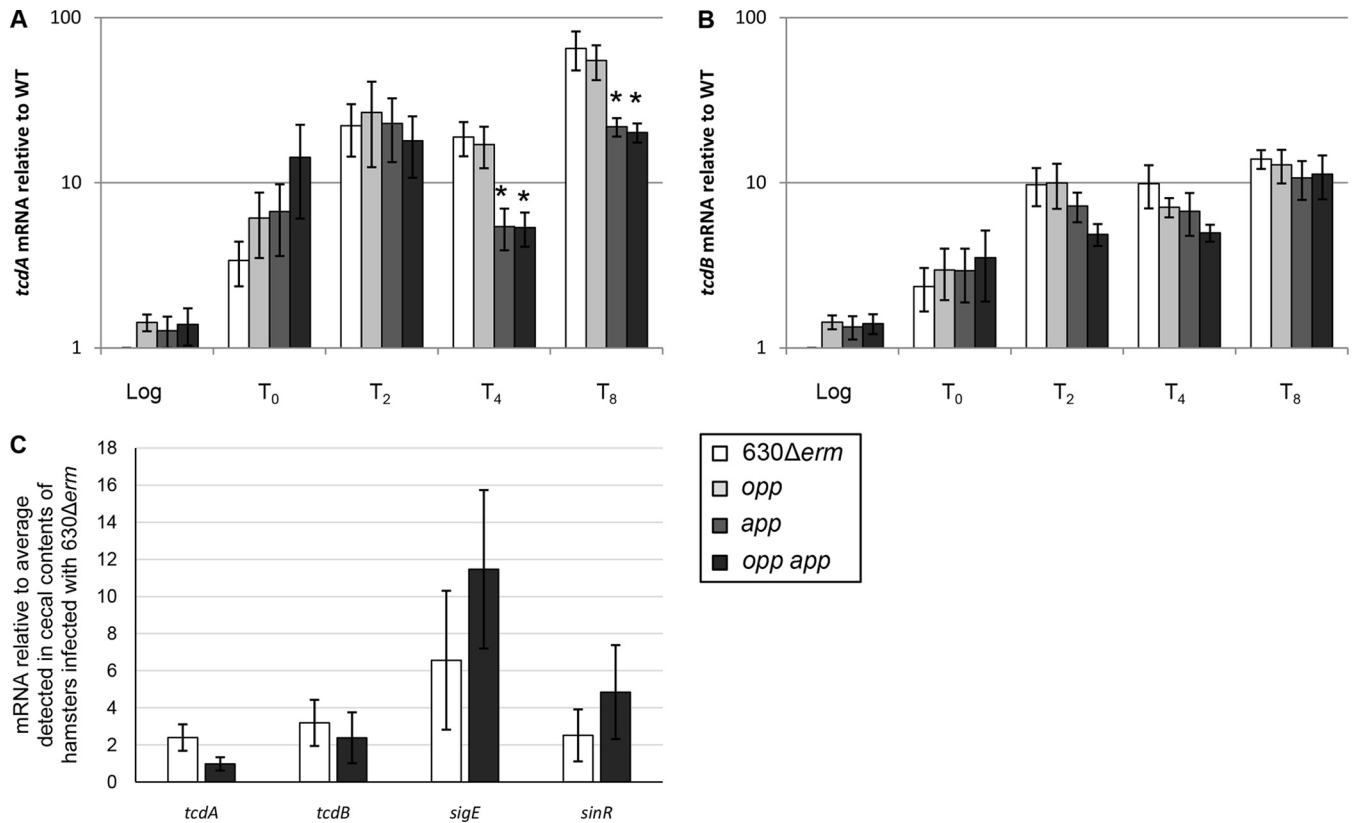 A
tcdA mRNA relative to WT
100
10
1
* *
* *
Log T₀ T₂ T₄ T₈
B
tcdB mRNA relative to WT
100
10
1
Log T₀ T₂ T₄ T₈
C
mRNA relative to average
detected in cecal contents of
hamsters infected with 630Δerm
18
16
14
12
10
8
6
4
2
0
tcdA tcdB sigE sinR
630Δerm
opp
app
opp app